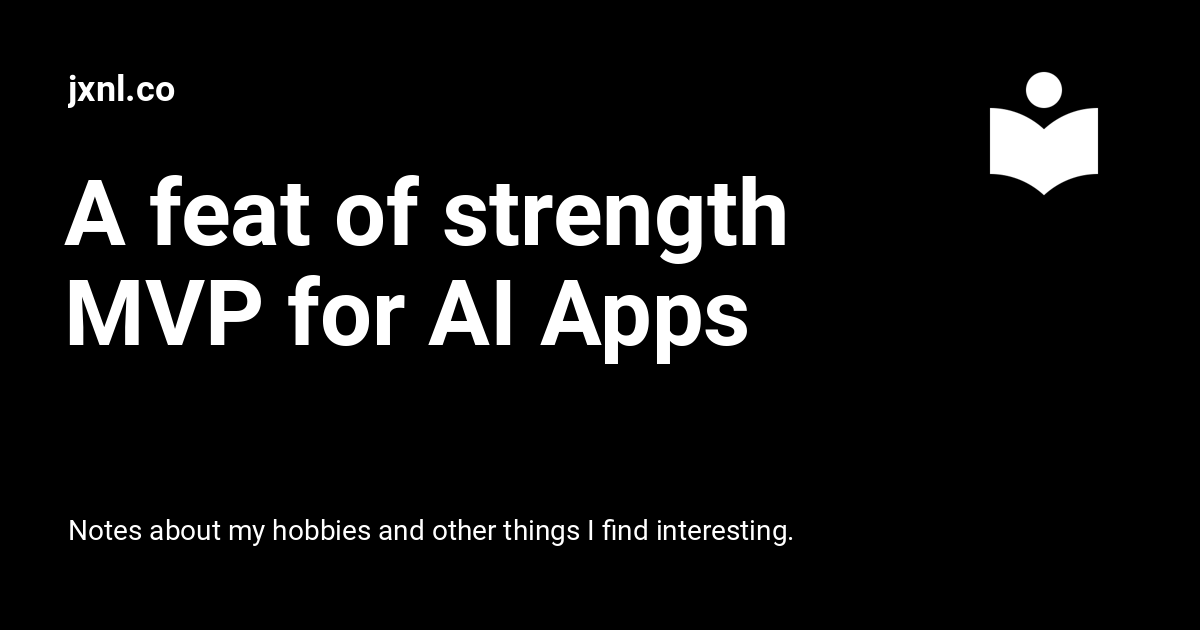 jxnl.co
A feat of strength
MVP for AI Apps
Notes about my hobbies and other things I find interesting.